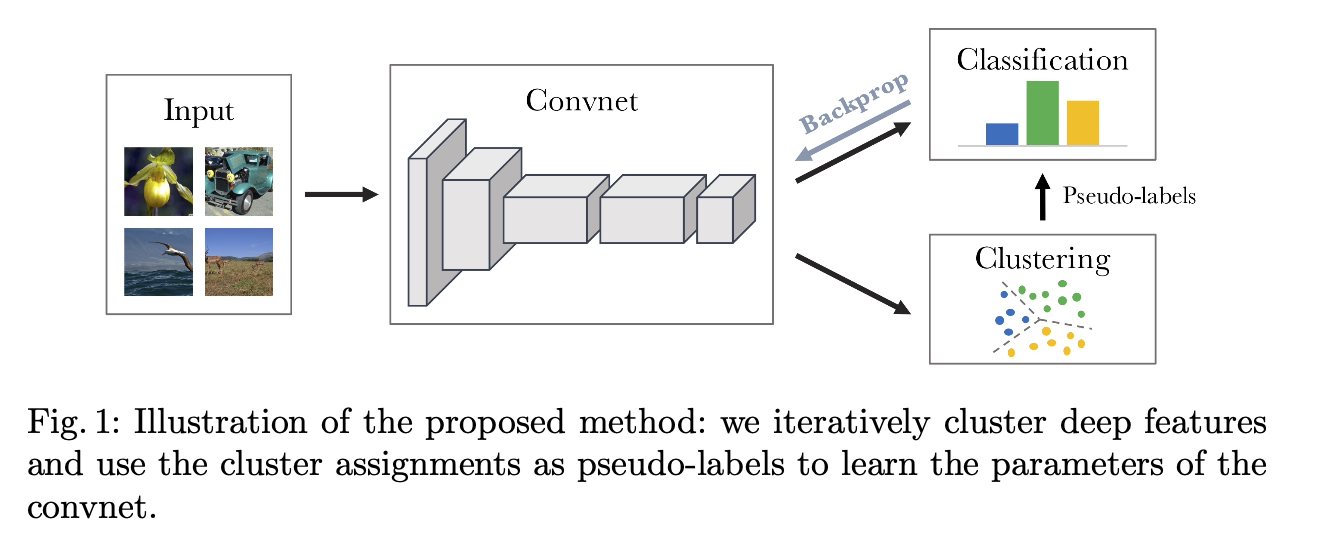 Input
Convnet
Backprop
Classification
Pseudo-labels
Clustering
Fig. 1: Illustration of the proposed method: we iteratively cluster deep features
and use the cluster assignments as pseudo-labels to learn the parameters of the
convnet.